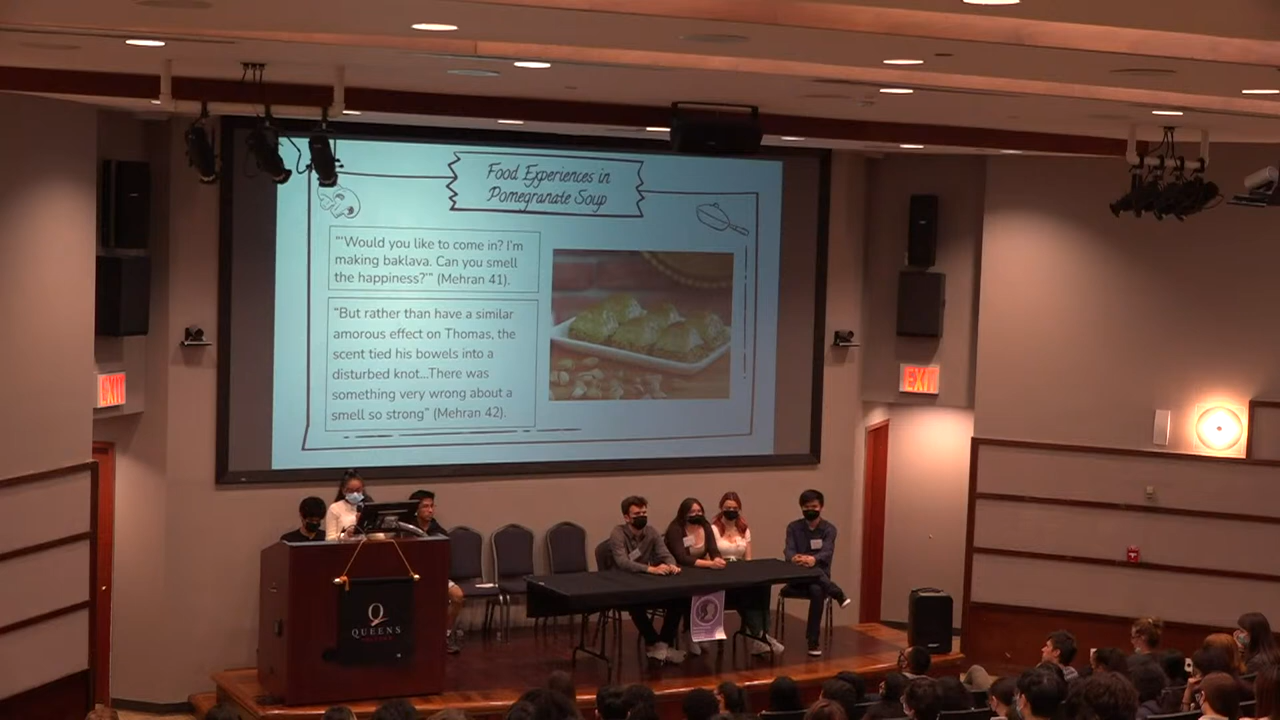 Food Experiences in
Pomegranate Soup
"'Would you like to come in? I'm
making baklava. Can you smell
the happiness?'" (Mehran 41).
"But rather than have a similar
amorous effect on Thomas, the
scent tied his bowels into a
disturbed knot...There was
something very wrong about a
smell so strong" (Mehran 42).
EXIT
EXIT
Q
QUEENS